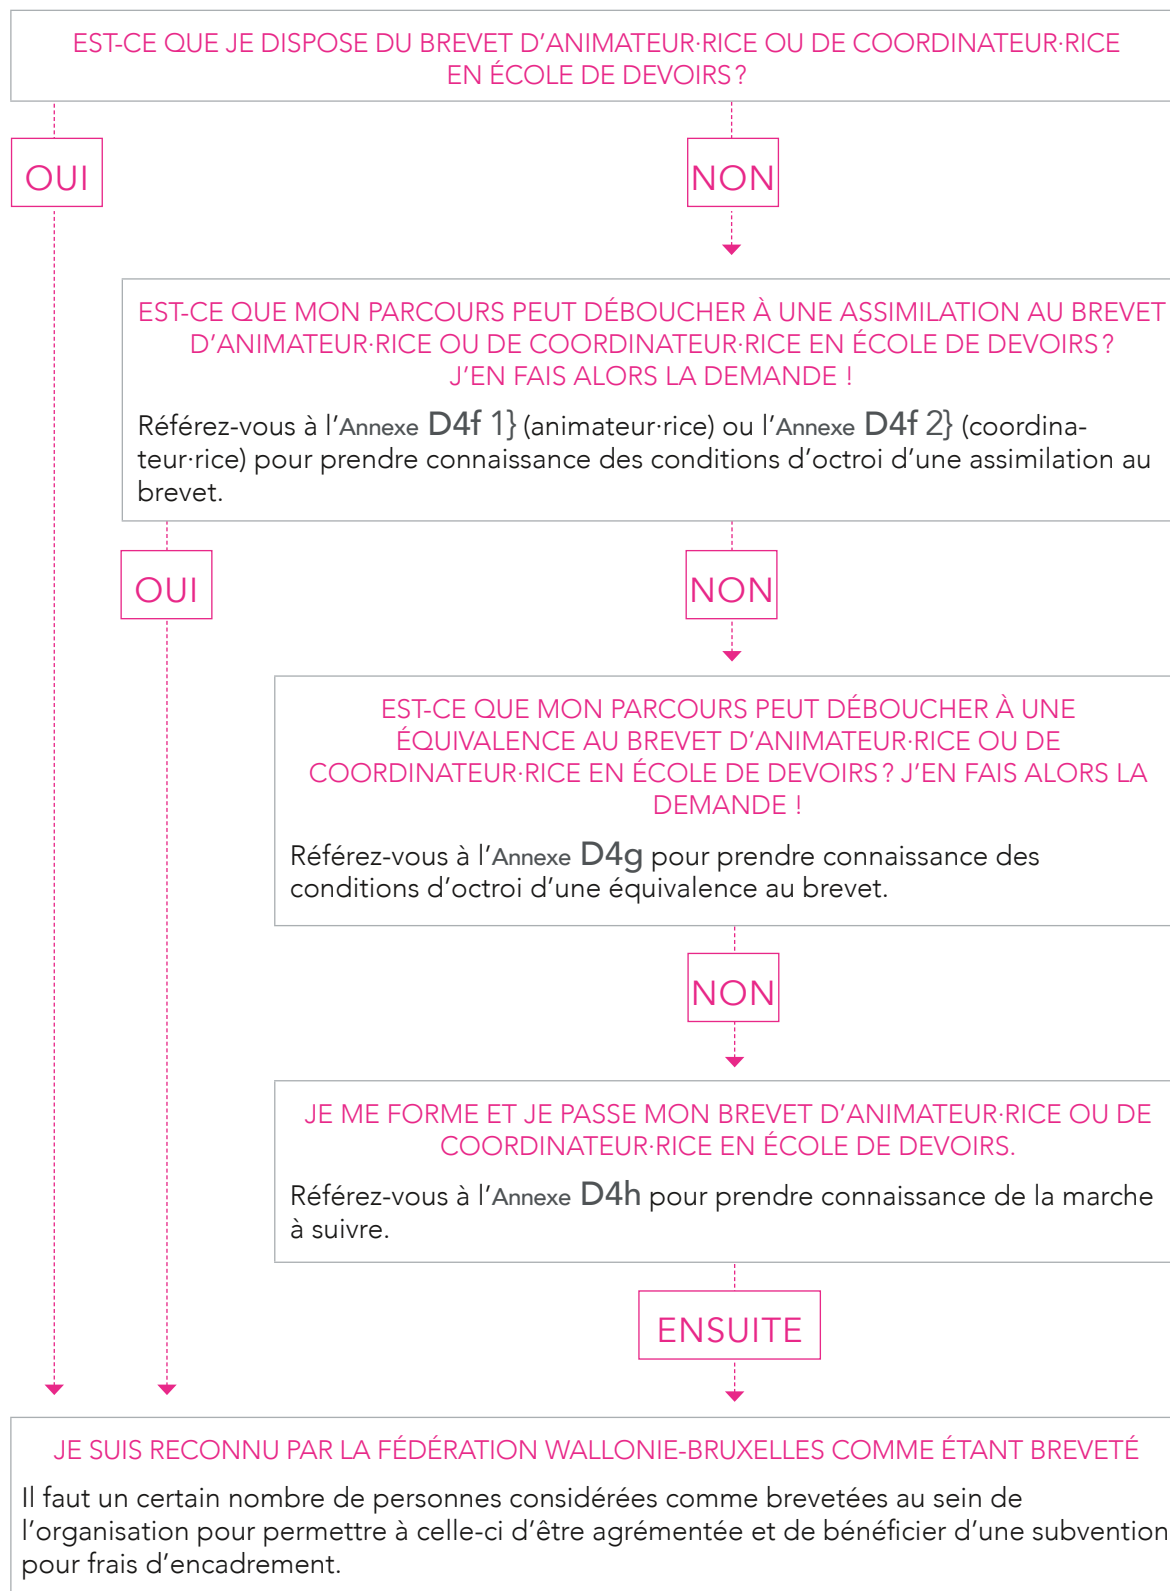 EST-CE QUE JE DISPOSE DU BREVET D'ANIMATEUR·RICE OU DE COORDINATEUR·RICE
EN ÉCOLE DE DEVOIRS ?
OUI
NON
EST-CE QUE MON PARCOURS PEUT DÉBOUCHER À UNE ASSIMILATION AU BREVET
D'ANIMATEUR·RICE OU DE COORDINATEUR·RICE EN ÉCOLE DE DEVOIRS ?
J'EN FAIS ALORS LA DEMANDE !
Référez-vous à l'Annexe D4f 1} (animateur·rice) ou l'Annexe D4f 2} (coordina-
teur·rice) pour prendre connaissance des conditions d'octroi d'une assimilation au
brevet.
OUI
NON
EST-CE QUE MON PARCOURS PEUT DÉBOUCHER À UNE
ÉQUIVALENCE AU BREVET D'ANIMATEUR·RICE OU DE
COORDINATEUR·RICE EN ÉCOLE DE DEVOIRS ? J'EN FAIS ALORS LA
DEMANDE !
Référez-vous à l'Annexe D4g pour prendre connaissance des
conditions d'octroi d'une équivalence au brevet.
NON
JE ME FORME ET JE PASSE MON BREVET D'ANIMATEUR·RICE OU DE
COORDINATEUR·RICE EN ÉCOLE DE DEVOIRS.
Référez-vous à l'Annexe D4h pour prendre connaissance de la marche
à suivre.
ENSUITE
JE SUIS RECONNU PAR LA FÉDÉRATION WALLONIE-BRUXELLES COMME ÉTANT BREVETÉ
Il faut un certain nombre de personnes considérées comme brevetées au sein de
l'organisation pour permettre à celle-ci d'être agrémentée et de bénéficier d'une subvention
pour frais d'encadrement.